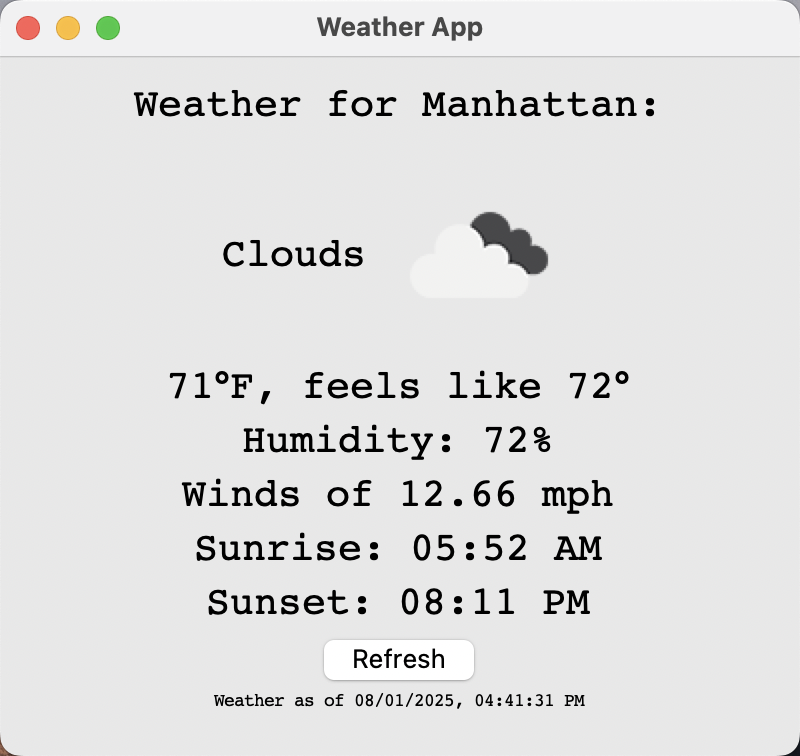 Weather App
Weather for Manhattan:
Clouds
71°F, feels like 72°
Humidity: 72%
Winds of 12.66 mph
Sunrise: 05:52 AM
Sunset: 08:11 PM
Refresh
Weather as of 08/01/2025, 04:41:31 PM